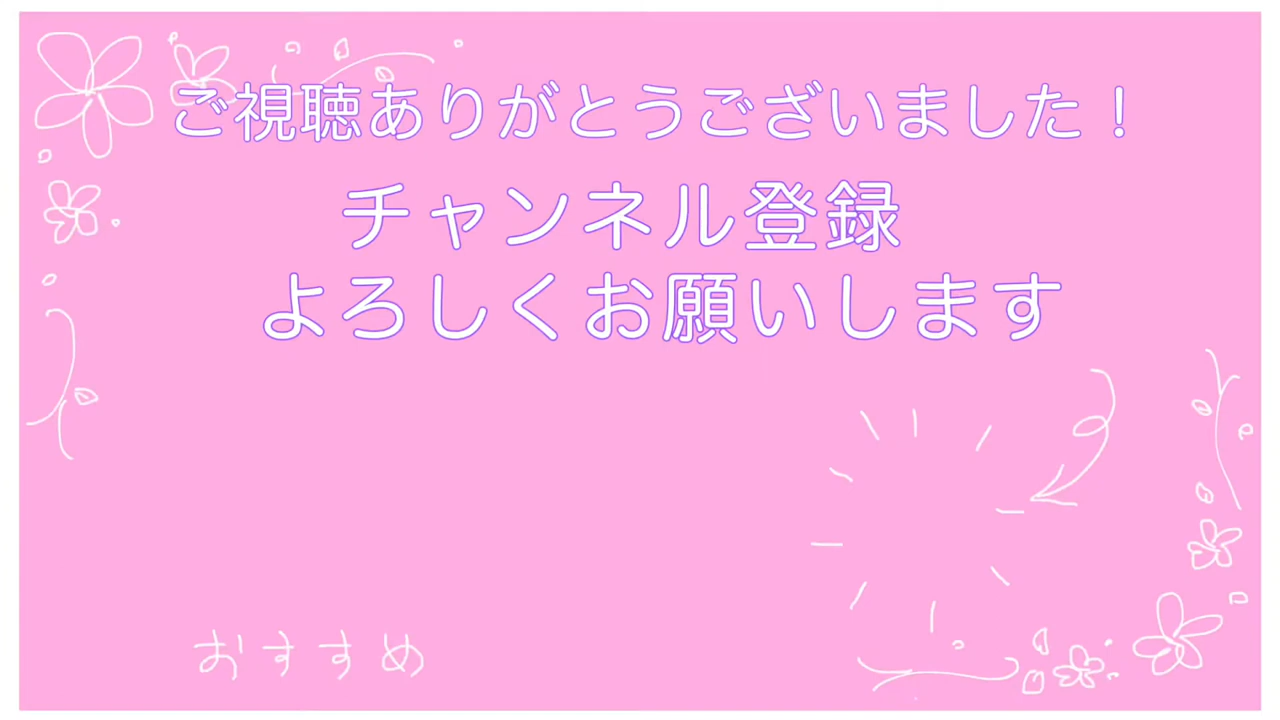 ご視聴ありがとうございました！
チャンネル登録
よろしくお願いします
おすすめ